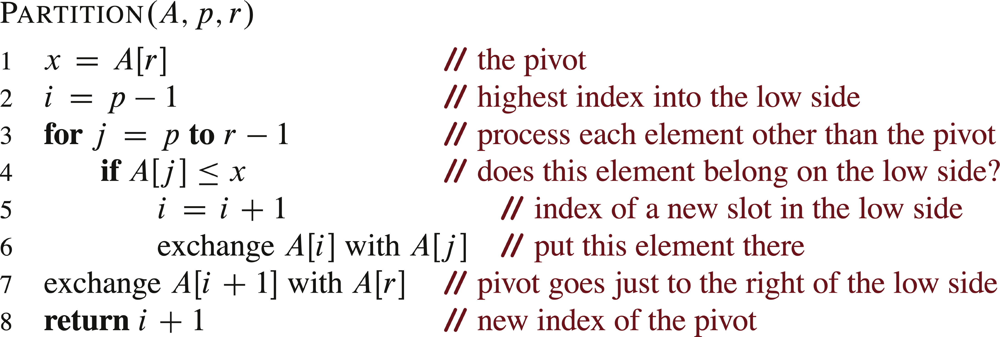 PARTITION(A, p, r)
1 x = A[r] // the pivot
2 i = p − 1 // highest index into the low side
3 for j = p to r − 1 // process each element other than the pivot
4 if A[j] ≤ x // does this element belong on the low side?
5 i = i + 1 // index of a new slot in the low side
6 exchange A[i] with A[j] // put this element there
7 exchange A[i + 1] with A[r] // pivot goes just to the right of the low side
8 return i + 1 // new index of the pivot